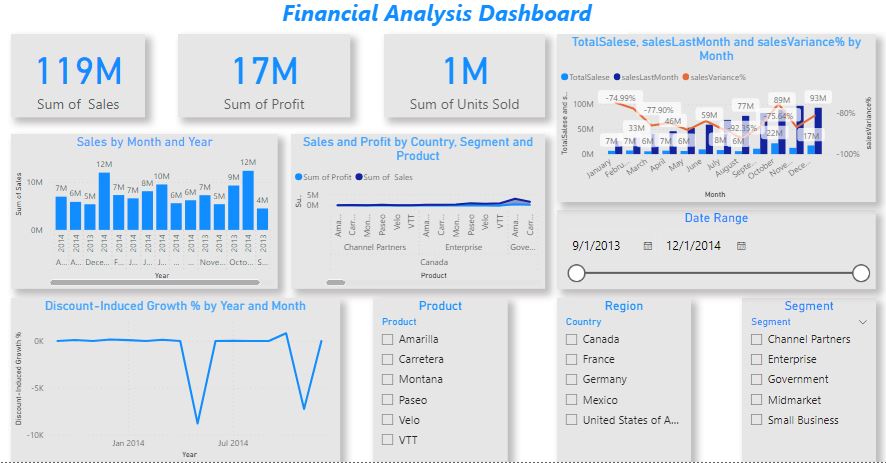 Financial Analysis Dashboard
119M
Sum of Sales
17M
Sum of Profit
1M
Sum of Units Sold
TotalSalese, salesLastMonth and salesVariance% by
Month
TotalSalese salesLastMonth salesVariance%
TotalSalese and s...
100M
50M
0M
-74.99%
-77.90%
-92.35%
-75.64%
33M
46M
59M
77M
89M
93M
7M 7M 6M 7M 6M 8M 6M 22M 17M
-80%
-100%
salesVariance%
January
Febru...
March
April
May
June
July
August
Septe...
October
Nove...
Dece...
Month
Sales by Month and Year
Sum of Sales
10M
0M
7M 6M 5M 12M 7M 7M 8M 10M 6M 6M 7M 5M 9M 12M 4M
2014 2014 2013 2014 2014 2014 2014 2014 2014 2014 2013 2014 2013 2014 2013
A... A... Dece... F... J... J... J... M... M... Nove... Octo... S...
Year
Sales and Profit by Country, Segment and
Product
Sum of Profit Sum of Sales
Su...
5M
0M
Ama... Carr... Mon... Paseo Velo VTT Ama... Carr... Mon... Paseo Velo VTT Ama... Carr...
Channel Partners Enterprise Gove...
Canada
Product
Date Range
9/1/2013 12/1/2014
Discount-Induced Growth % by Year and Month
Discount-Induced Growth %
0K
-5K
-10K
Jan 2014 Jul 2014
Year
Product
Product
Amarilla
Carretera
Montana
Paseo
Velo
VTT
Region
Country
Canada
France
Germany
Mexico
United States of A...
Segment
Segment
Channel Partners
Enterprise
Government
Midmarket
Small Business